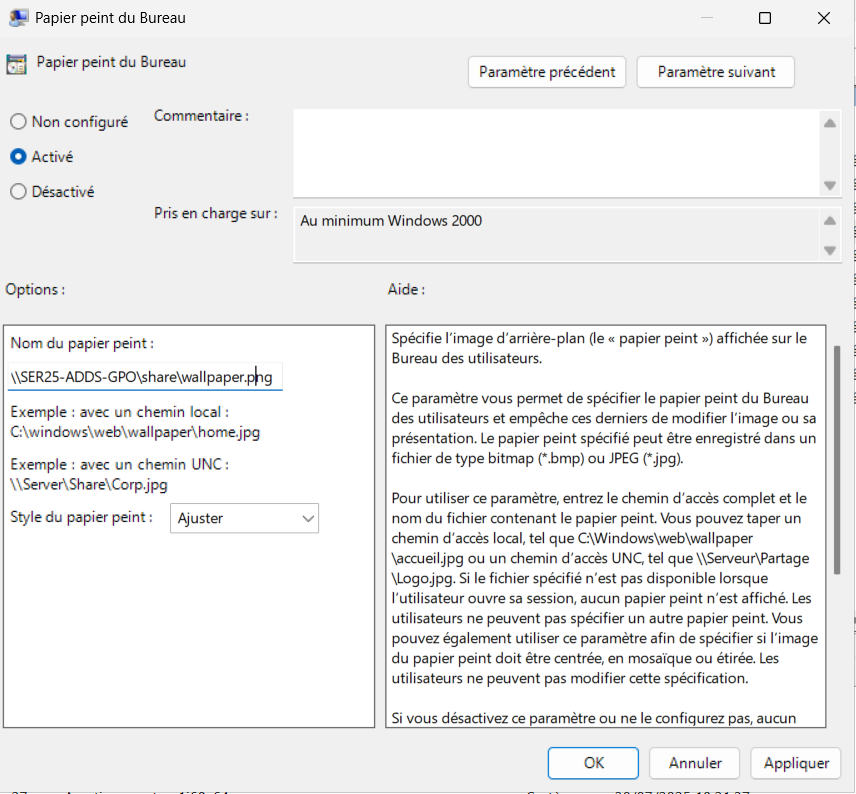 Papier peint du Bureau
Papier peint du Bureau
Paramètre précédent
Paramètre suivant
Non configuré
Commentaire :
Activé
Désactivé
Pris en charge sur :
Au minimum Windows 2000
Options :
Aide :
Nom du papier peint :
\\SER25-ADDS-GPO\share\wallpaper.png
Exemple : avec un chemin local :
C:\windows\web\wallpaper\home.jpg
Exemple : avec un chemin UNC :
\\Server\Share\Corp.jpg
Style du papier peint :
Ajuster
Spécifie l’image d’arrière-plan (le « papier peint ») affichée sur le
Bureau des utilisateurs.
Ce paramètre vous permet de spécifier le papier peint du Bureau
des utilisateurs et empêche ces derniers de modifier l’image ou sa
présentation. Le papier peint spécifié peut être enregistré dans un
fichier de type bitmap (*.bmp) ou JPEG (*.jpg).
Pour utiliser ce paramètre, entrez le chemin d’accès complet et le
nom du fichier contenant le papier peint. Vous pouvez taper un
chemin d’accès local, tel que C:\Windows\web\wallpaper
\accueil.jpg ou un chemin d’accès UNC, tel que \\Serveur\Partage
\Logo.jpg. Si le fichier spécifié n’est pas disponible lorsque
l’utilisateur ouvre sa session, aucun papier peint n’est affiché. Les
utilisateurs ne peuvent pas spécifier un autre papier peint. Vous
pouvez également utiliser ce paramètre afin de spécifier si l’image
du papier peint doit être centrée, en mosaïque ou étirée. Les
utilisateurs ne peuvent pas modifier cette spécification.
Si vous désactivez ce paramètre ou ne le configurez pas, aucun
OK
Annuler
Appliquer